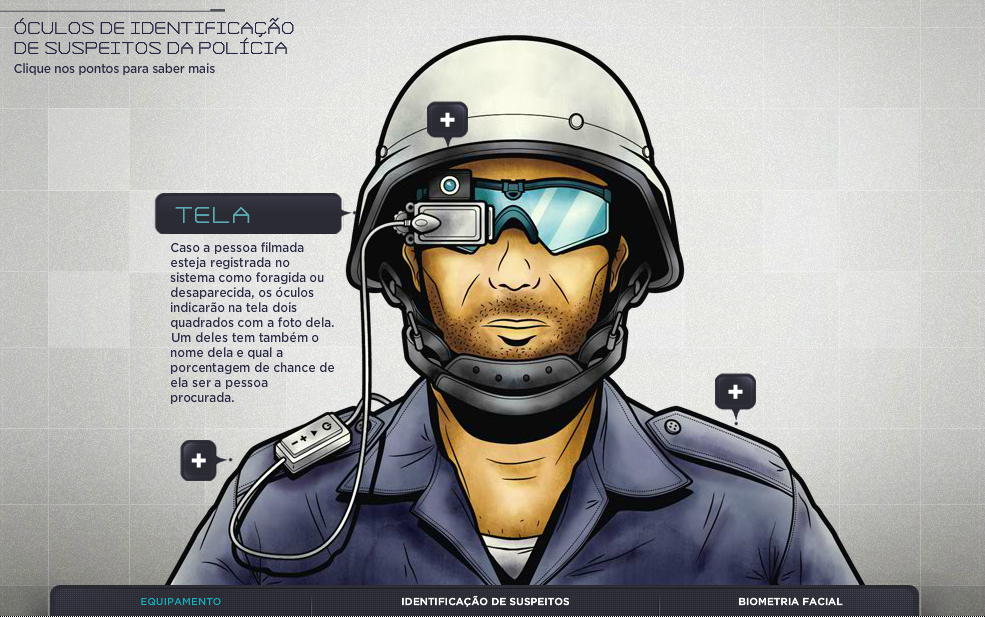 ÓCULOS DE IDENTIFICAÇÃO
DE SUSPEITOS DA POLÍCIA
Clique nos pontos para saber mais
TELA
Caso a pessoa filmada
esteja registrada no
sistema como foragida ou
desaparecida, os óculos
indicarão na tela dois
quadrados com a foto dela.
Um deles tem também o
nome dela e qual a
porcentagem de chance de
ela ser a pessoa
procurada.
EQUIPAMENTO
IDENTIFICAÇÃO DE SUSPEITOS
BIOMETRIA FACIAL